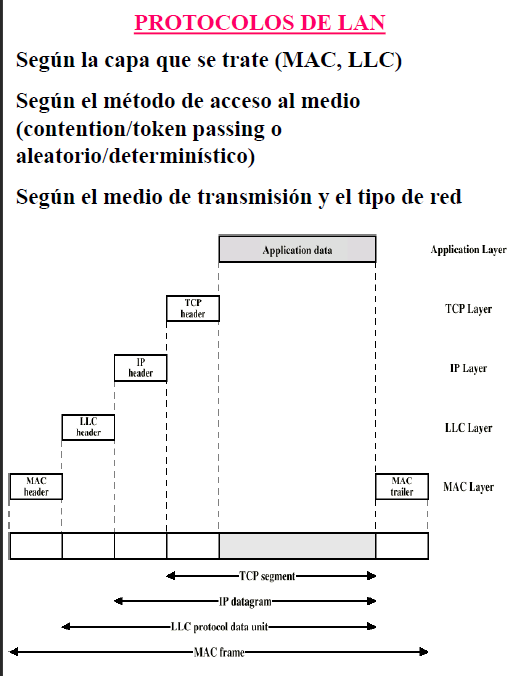 PROTOCOLOS DE LAN
Según la capa que se trate (MAC, LLC)
Según el método de acceso al medio
(contention/token passing o
aleatorio/determinístico)
Según el medio de transmisión y el tipo de red
Application data
Application Layer
TCP
header
TCP Layer
IP
header
IP Layer
LLC
header
LLC Layer
MAC
header
MAC
trailer
MAC Layer
TCP segment
IP datagram
LLC protocol data unit
MAC frame